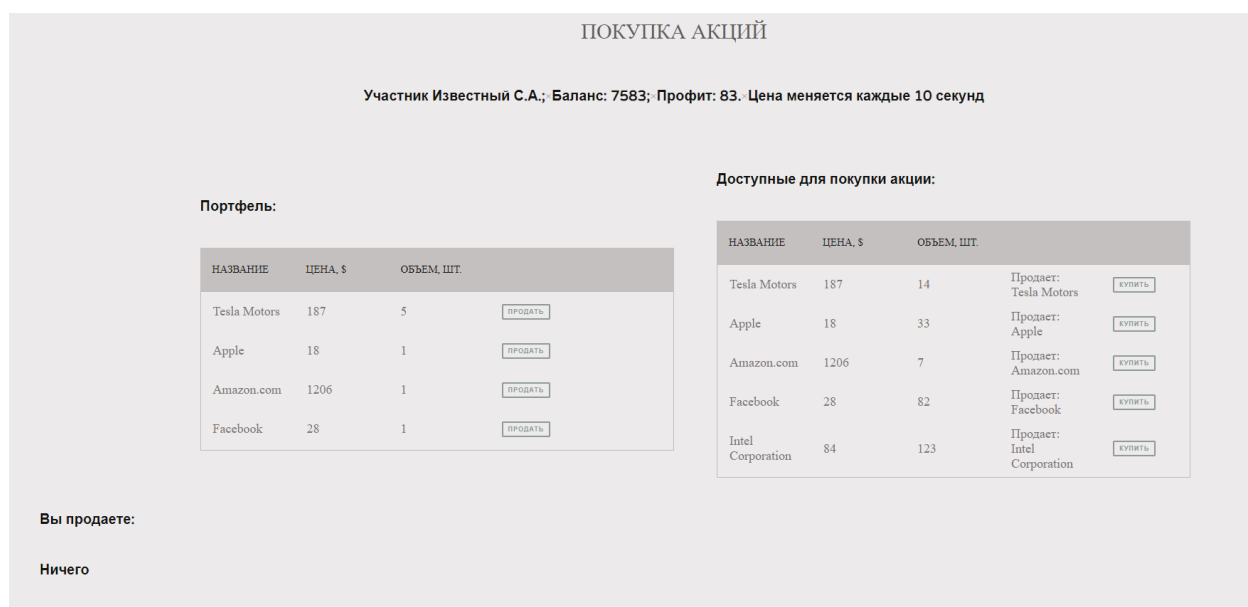 ПОКУПКА АКЦИЙ
Участник Известный С.А.; Баланс: 7583; Профит: 83. Цена меняется каждые 10 секунд
Портфель:
НАЗВАНИЕ ЦЕНА, $ ОБЪЕМ, ШТ.
Tesla Motors 187 5 ПРОДАТЬ
Apple 18 1 ПРОДАТЬ
Amazon.com 1206 1 ПРОДАТЬ
Facebook 28 1 ПРОДАТЬ
Доступные для покупки акции:
НАЗВАНИЕ ЦЕНА, $ ОБЪЕМ, ШТ.
Tesla Motors 187 14 Продает:
Tesla Motors КУПИТЬ
Apple 18 33 Продает:
Apple КУПИТЬ
Amazon.com 1206 7 Продает:
Amazon.com КУПИТЬ
Facebook 28 82 Продает:
Facebook КУПИТЬ
Intel
Corporation 84 123 Продает:
Intel
Corporation КУПИТЬ
Вы продаете:
Ничего